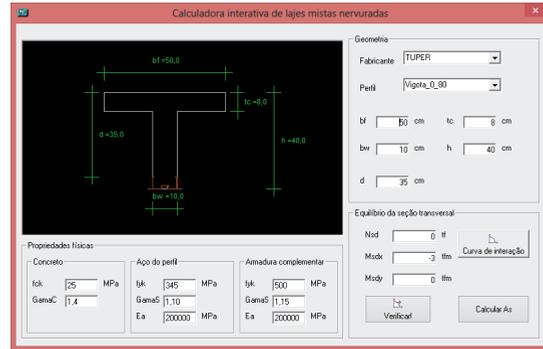 Calculadora interativa de lajes mistas nervuradas
bf =50,0
tc =8,0
d =35,0
h =40,0
bw =10,0
Geometria
Fabricante TUPER
Perfil Vigota_0_80
bf 50 cm tc 8 cm
bw 10 cm h 40 cm
d 35 cm
Equilíbrio da seção transversal
Nsd 0 tf
Msdx -3 tfm
Msdy 0 tfm
Curva de interação
Verificar!
Calcular As
Propriedades físicas
Concreto
fck 25 MPa
GamaC 1,4
Aço do perfil
fyk 345 MPa
GamaS 1,10
Ea 200000 MPa
Armadura complementar
fyk 500 MPa
GamaS 1,15
Ea 200000 MPa